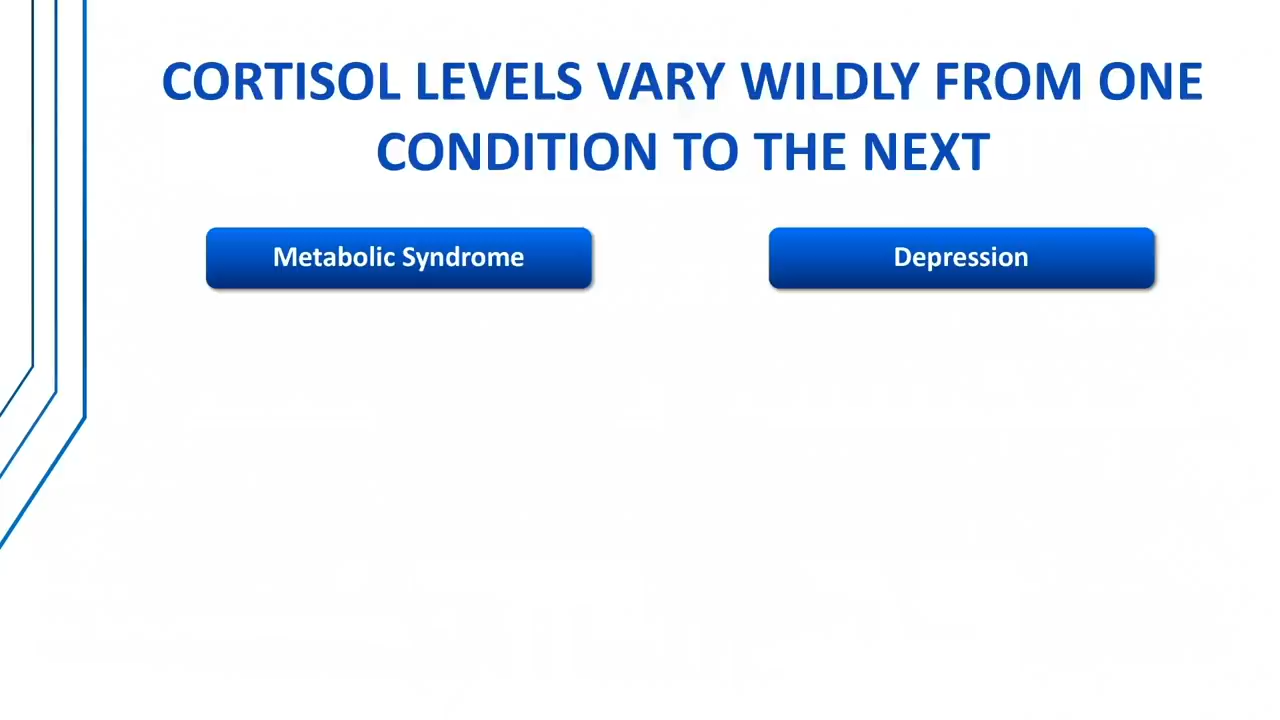 CORTISOL LEVELS VARY WILDLY FROM ONE
CONDITION TO THE NEXT
Metabolic Syndrome
Depression